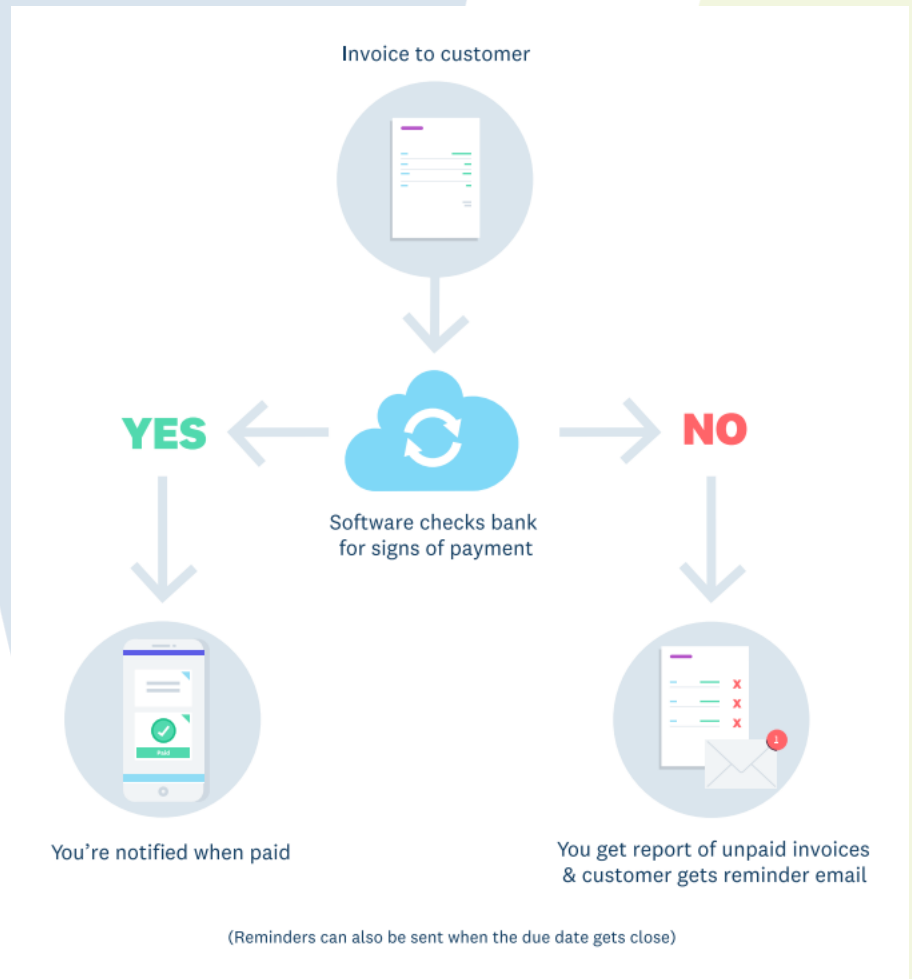 Invoice to customer
YES
NO
Software checks bank
for signs of payment
Paid
X
X
X
1
You're notified when paid
You get report of unpaid invoices
& customer gets reminder email
(Reminders can also be sent when the due date gets close)